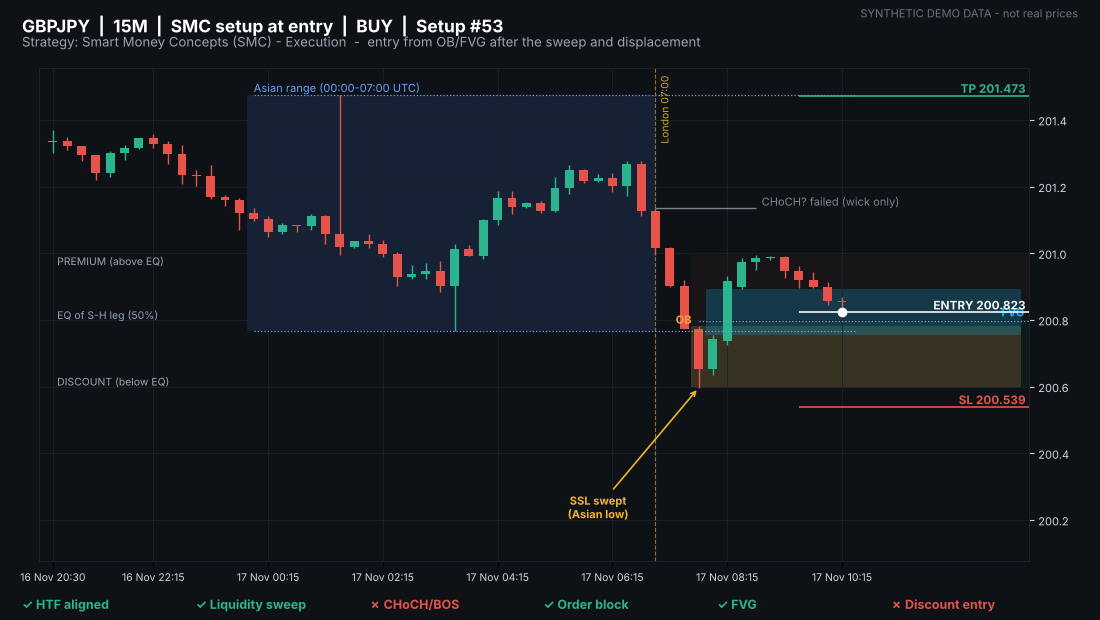 GBPJPY | 15M | SMC setup at entry | BUY | Setup #53
SYNTHETIC DEMO DATA - not real prices
Strategy: Smart Money Concepts (SMC) - Execution - entry from OB/FVG after the sweep and displacement
Asian range (00:00-07:00 UTC)
London 07:00
TP 201.473
201.4
201.2
CHoCH? failed (wick only)
PREMIUM (above EQ)
201.0
ENTRY 200.823
FVG
EQ of S-H leg (50%)
OB
200.8
DISCOUNT (below EQ)
200.6
SL 200.539
200.4
SSL swept
(Asian low)
200.2
16 Nov 20:30
16 Nov 22:15
17 Nov 00:15
17 Nov 02:15
17 Nov 04:15
17 Nov 06:15
17 Nov 08:15
17 Nov 10:15
✓ HTF aligned
✓ Liquidity sweep
× CHoCH/BOS
✓ Order block
✓ FVG
× Discount entry